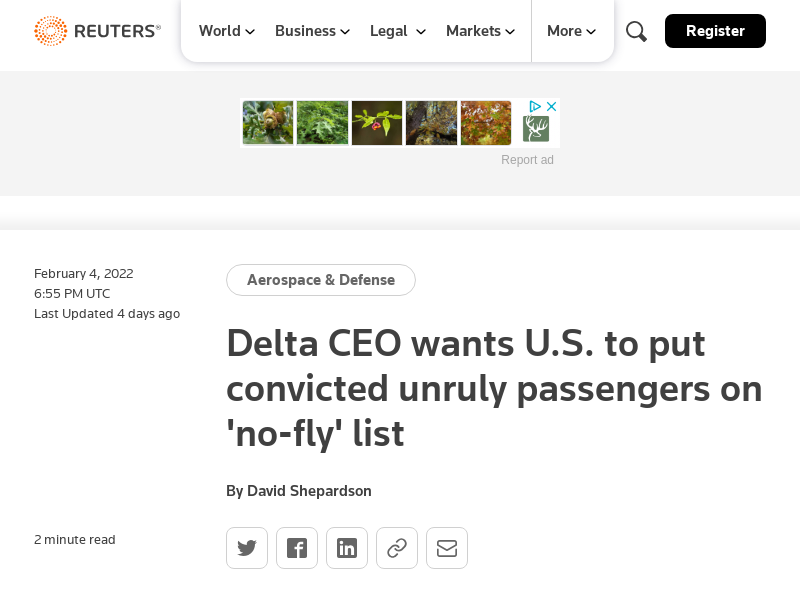 REUTERS®
World
Business
Legal
Markets
More
Register
Report ad
February 4, 2022
6:55 PM UTC
Last Updated 4 days ago
Aerospace & Defense
Delta CEO wants U.S. to put
convicted unruly passengers on
'no-fly' list
By David Shepardson
2 minute read